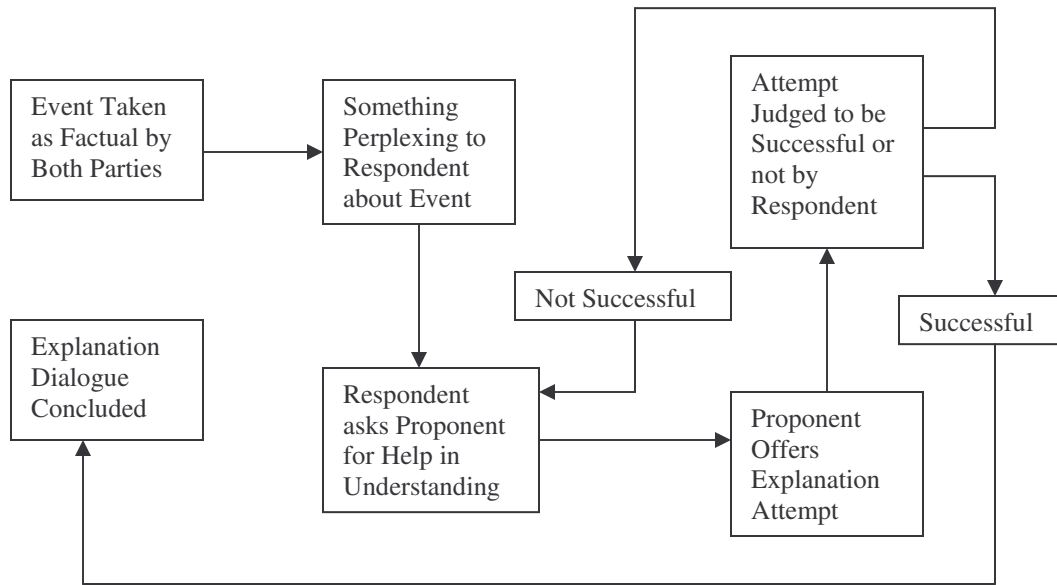 Event Taken
as Factual by
Both Parties
Something
Perplexing to
Respondent
about Event
Attempt
Judged to be
Successful or
not by
Respondent
Not Successful
Successful
Explanation
Dialogue
Concluded
Respondent
asks Proponent
for Help in
Understanding
Proponent
Offers
Explanation
Attempt